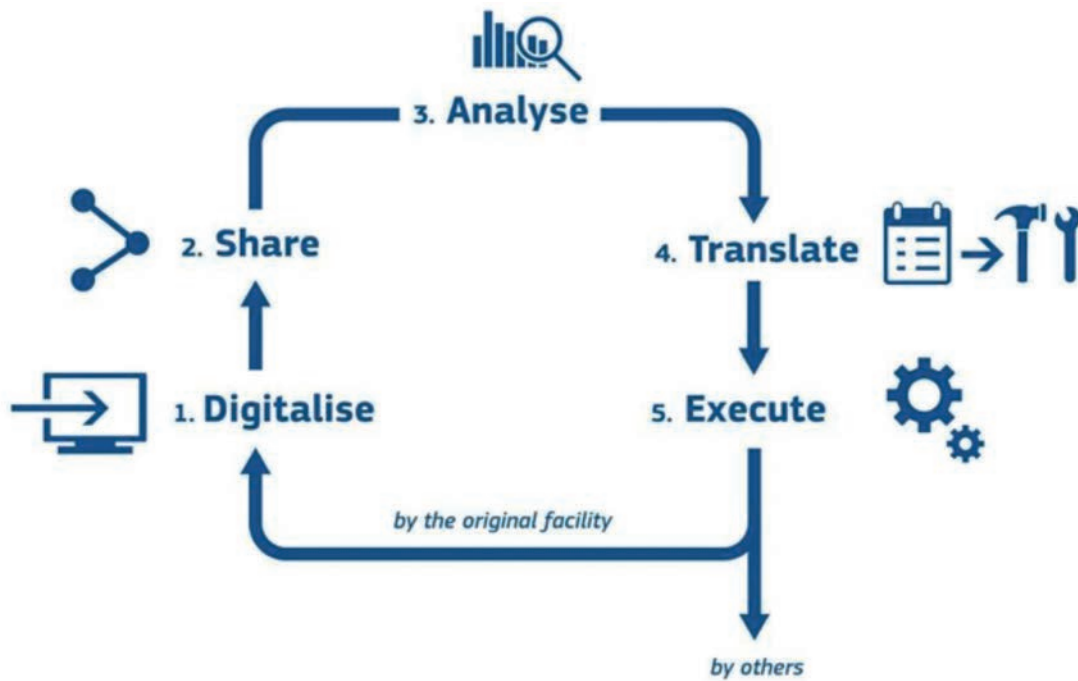 3. Analyse
2. Share
4. Translate
1. Digitalise
5. Execute
by the original facility
by others